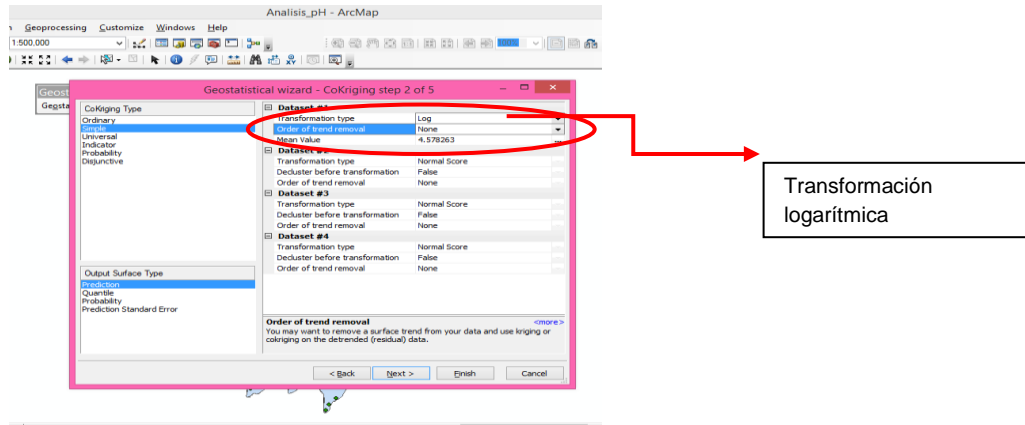 Analisis_pH - ArcMap
Geoprocessing Customize Windows Help
1:500,000
100%
Geost
Geosta
Geostatistical wizard - CoKriging step 2 of 5
CoKriging Type
Ordinary
Simple
Universal
Indicator
Probability
Disjunctive
Output Surface Type
Prediction
Quantile
Probability
Prediction Standard Error
Dataset #1
Transformation type Log
Order of trend removal None
Mean Value 4.578263 ...
Dataset #2
Transformation type Normal Score
Decluster before transformation False
Order of trend removal None
Dataset #3
Transformation type Normal Score
Decluster before transformation False
Order of trend removal None
Dataset #4
Transformation type Normal Score
Decluster before transformation False
Order of trend removal None
Order of trend removal <more>
You may want to remove a surface trend from your data and use kriging or
cokriging on the detrended (residual) data.
< Back Next > Finish Cancel
Transformación
logarítmica